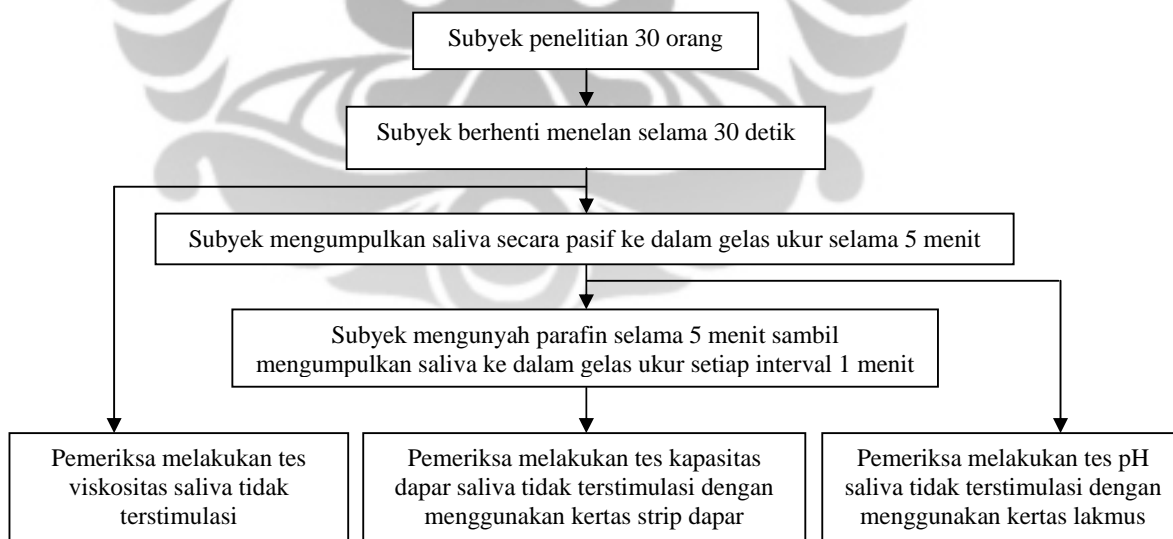 Subyek penelitian 30 orang
Subyek berhenti menelan selama 30 detik
Subyek mengumpulkan saliva secara pasif ke dalam gelas ukur selama 5 menit
Subyek mengunyah parafin selama 5 menit sambil
mengumpulkan saliva ke dalam gelas ukur setiap interval 1 menit
Pemeriksa melakukan tes
viskositas saliva tidak
terstimulasi
Pemeriksa melakukan tes kapasitas
dapar saliva tidak terstimulasi dengan
menggunakan kertas strip dapar
Pemeriksa melakukan tes pH
saliva tidak terstimulasi dengan
menggunakan kertas lakmus